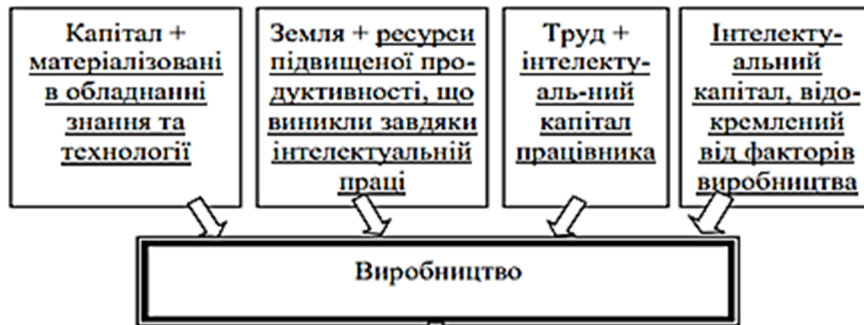 Капітал +
матеріалізовані
в обладнанні
знання та
технології
Земля + ресурси
підвищеної про-
дуктивності, що
виникли завдяки
інтелектуальній
праці
Труд +
інтелекту-
аль-ний
капітал
працівника
Інтелекту-
альний
капітал, відо-
кремлений
від факторів
виробництва
Виробництво